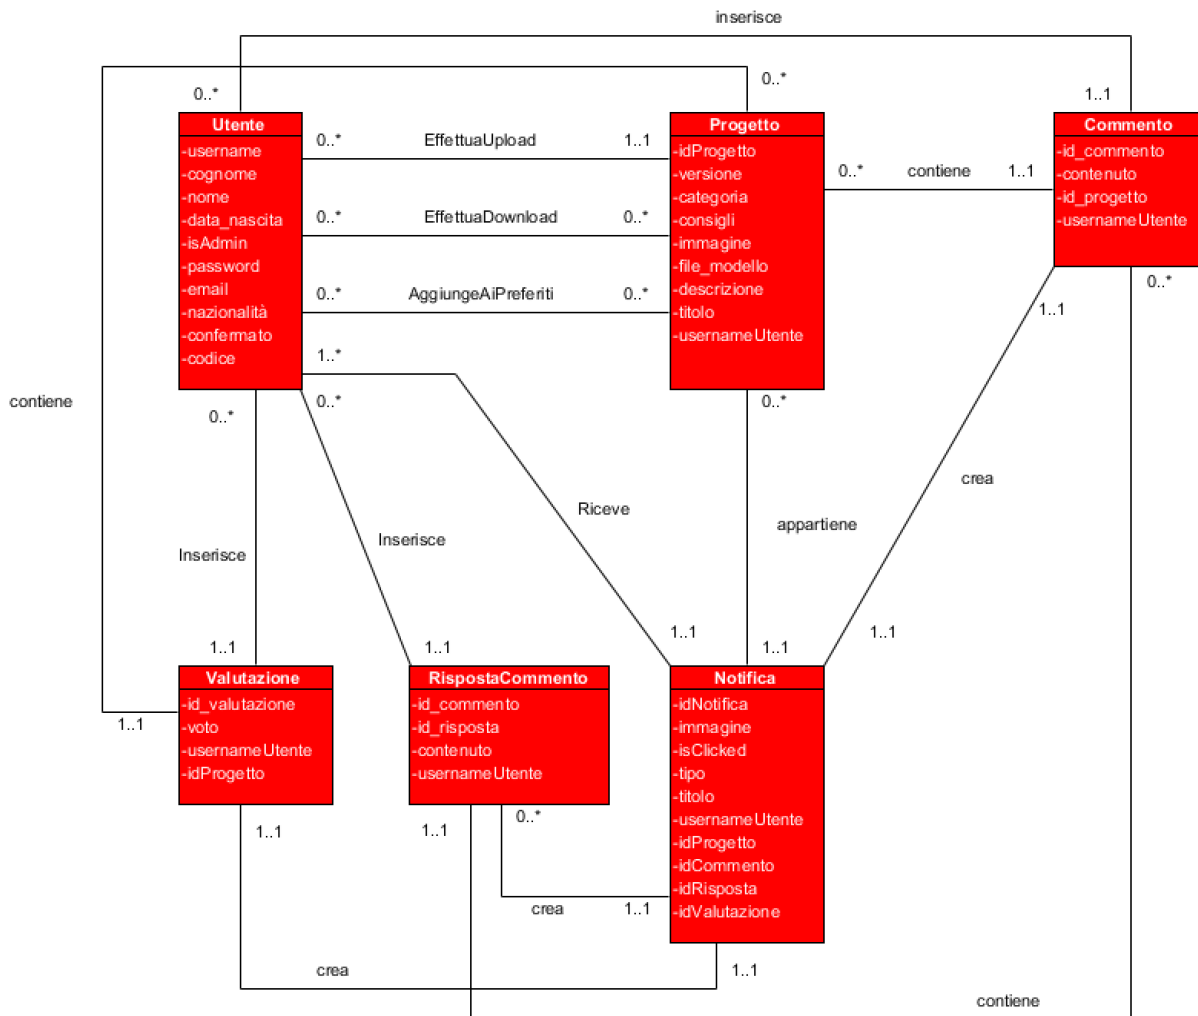 inserisce
0..*
0..*
1..1
Utente
-username
-cognome
-nome
-data_nascita
-isAdmin
-password
-email
-nazionalità
-confermato
-codice
0..*
EffettuaUpload
1..1
0..*
EffettuaDownload
0..*
0..*
AggiungeAiPreferiti
0..*
1..*
0..*
0..*
Progetto
-idProgetto
-versione
-categoria
-consigli
-immagine
-file_modello
-descrizione
-titolo
-usernameUtente
0..*
contiene
1..1
Commento
-id_commento
-contenuto
-id_progetto
-usernameUtente
0..*
1..1
0..*
contiene
crea
Riceve
appartiene
Inserisce
Inserisce
1..1
1..1
1..1
1..1
1..1
1..1
Valutazione
-id_valutazione
-voto
-usernameUtente
-idProgetto
1..1
RispostaCommento
-id_commento
-id_risposta
-contenuto
-usernameUtente
1..1
0..*
Notifica
-idNotifica
-immagine
-isClicked
-tipo
-titolo
-usernameUtente
-idProgetto
-idCommento
-idRisposta
-idValutazione
crea
1..1
crea
1..1
contiene